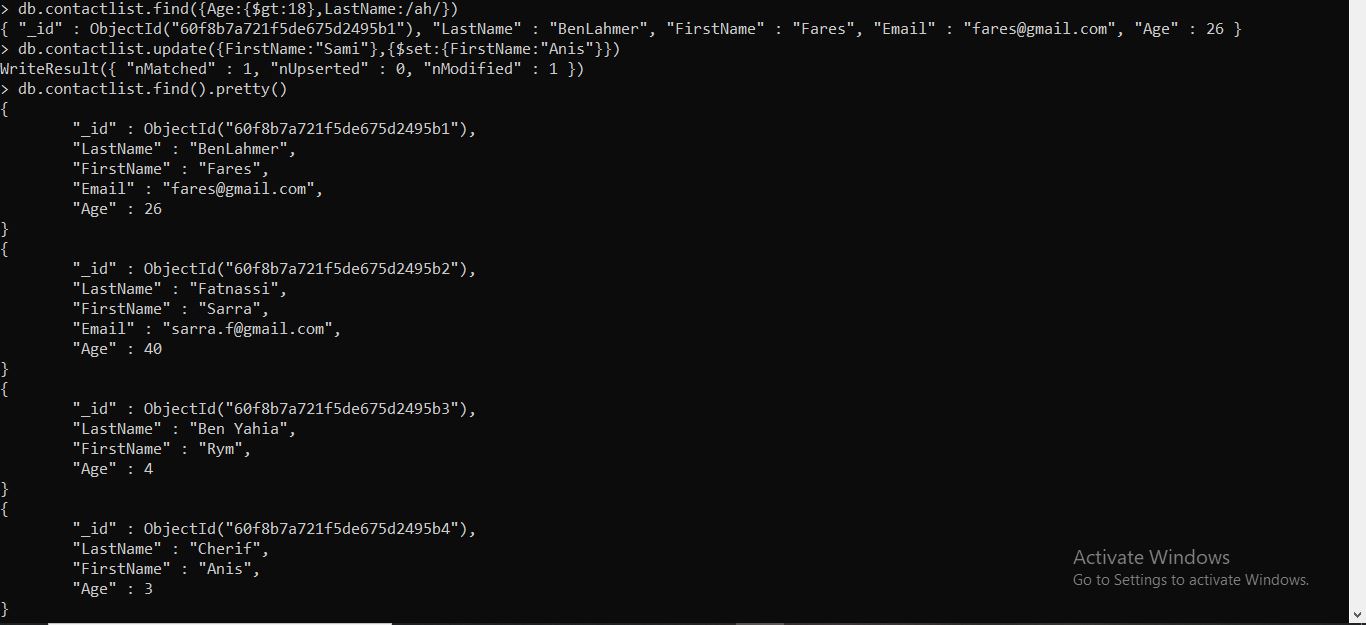 > db.contactlist.find({Age:{$gt:18},LastName:/ah/})
{ "_id" : ObjectId("60f8b7a721f5de675d2495b1"), "LastName" : "BenLahmer", "FirstName" : "Fares", "Email" : "fares@gmail.com", "Age" : 26 }
> db.contactlist.update({FirstName:"Sami"},{$set:{FirstName:"Anis"}})
WriteResult({ "nMatched" : 1, "nUpserted" : 0, "nModified" : 1 })
> db.contactlist.find().pretty()
{
        "_id" : ObjectId("60f8b7a721f5de675d2495b1"),
        "LastName" : "BenLahmer",
        "FirstName" : "Fares",
        "Email" : "fares@gmail.com",
        "Age" : 26
}
{
        "_id" : ObjectId("60f8b7a721f5de675d2495b2"),
        "LastName" : "Fatnassi",
        "FirstName" : "Sarra",
        "Email" : "sarra.f@gmail.com",
        "Age" : 40
}
{
        "_id" : ObjectId("60f8b7a721f5de675d2495b3"),
        "LastName" : "Ben Yahia",
        "FirstName" : "Rym",
        "Age" : 4
}
{
        "_id" : ObjectId("60f8b7a721f5de675d2495b4"),
        "LastName" : "Cherif",
        "FirstName" : "Anis",
        "Age" : 3
}
Activate Windows
Go to Settings to activate Windows.